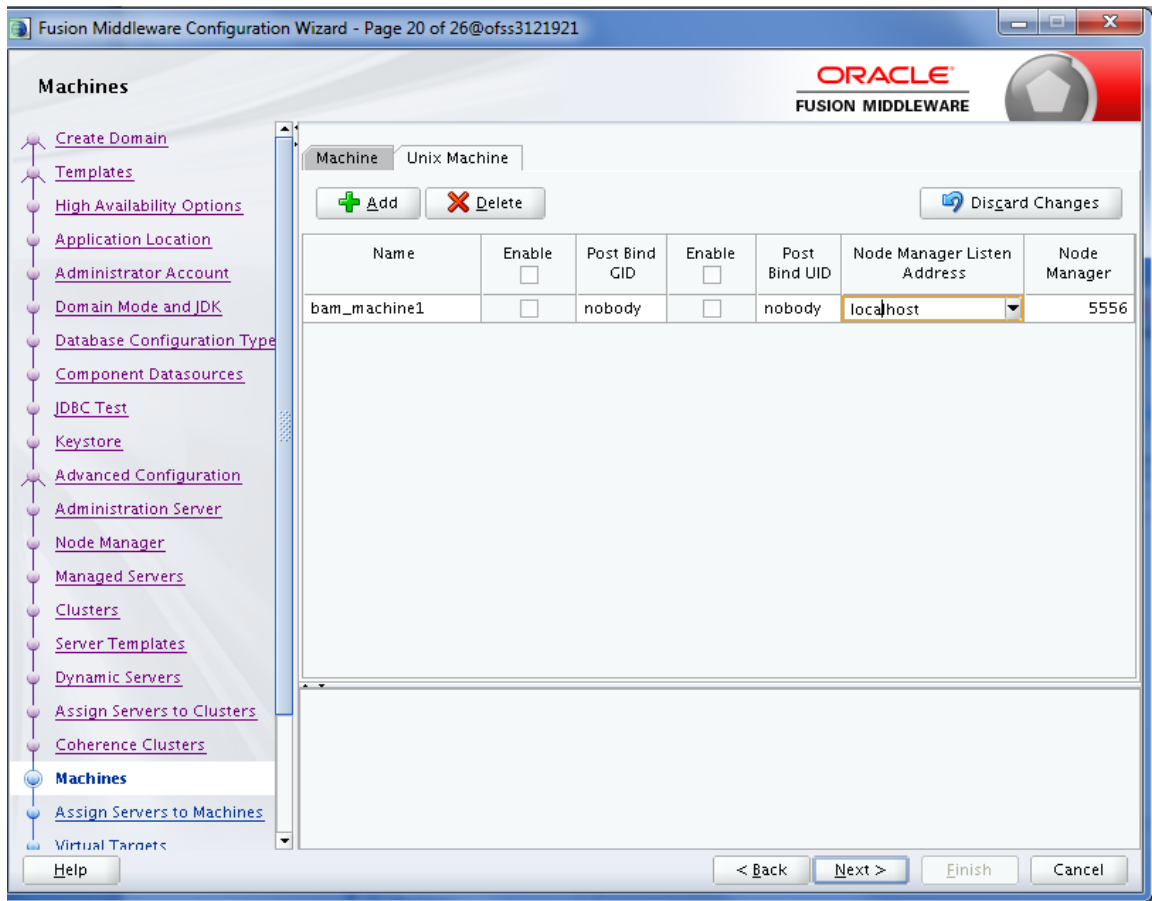 Fusion Middleware Configuration Wizard - Page 20 of 26@ofss3121921
Machines
ORACLE
FUSION MIDDLEWARE
Create Domain
Templates
High Availability Options
Application Location
Administrator Account
Domain Mode and JDK
Database Configuration Type
Component Datasources
JDBC Test
Keystore
Advanced Configuration
Administration Server
Node Manager
Managed Servers
Clusters
Server Templates
Dynamic Servers
Assign Servers to Clusters
Coherence Clusters
Machines
Assign Servers to Machines
Virtual Targets
Machine Unix Machine
Add Delete Discard Changes
Name Enable Post Bind GID Enable Post Bind UID Node Manager Listen Address Node Manager
bam_machine1 nobody nobody localhost 5556
Help < Back Next > Finish Cancel